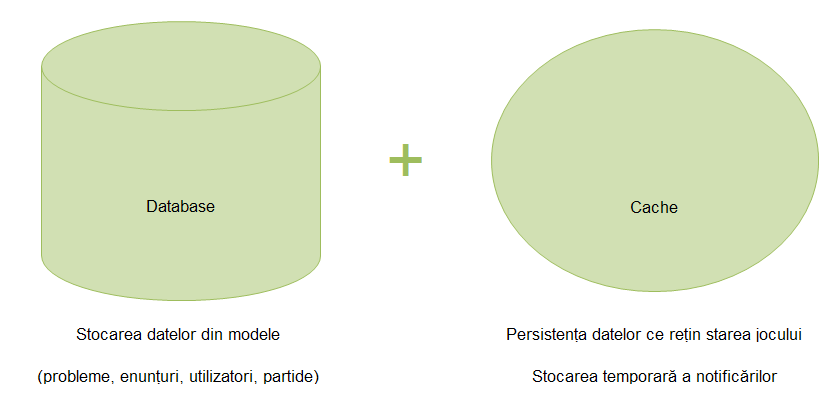 Database
+
Cache
Stocarea datelor din modele
(probleme, enunțuri, utilizatori, partide)
Persistența datelor ce rețin starea jocului
Stocarea temporară a notificărilor